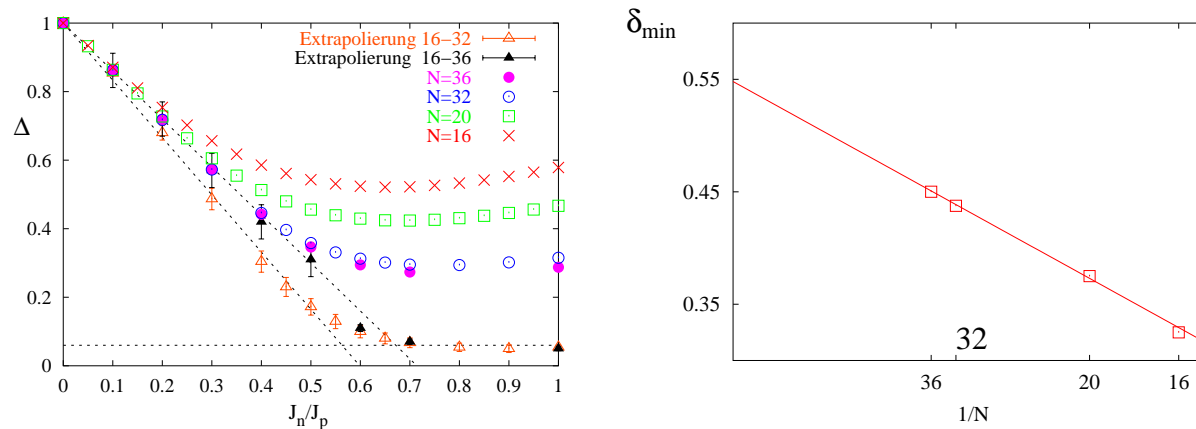 1
0.8
0.6
0.4
0.2
0
Δ
Extrapolierung 16−32
Extrapolierung 16−36
N=36
N=32
N=20
N=16
0 0.1 0.2 0.3 0.4 0.5 0.6 0.7 0.8 0.9 1
J_n/J_p
δ_min
0.55
0.45
0.35
32
36 20 16
1/N